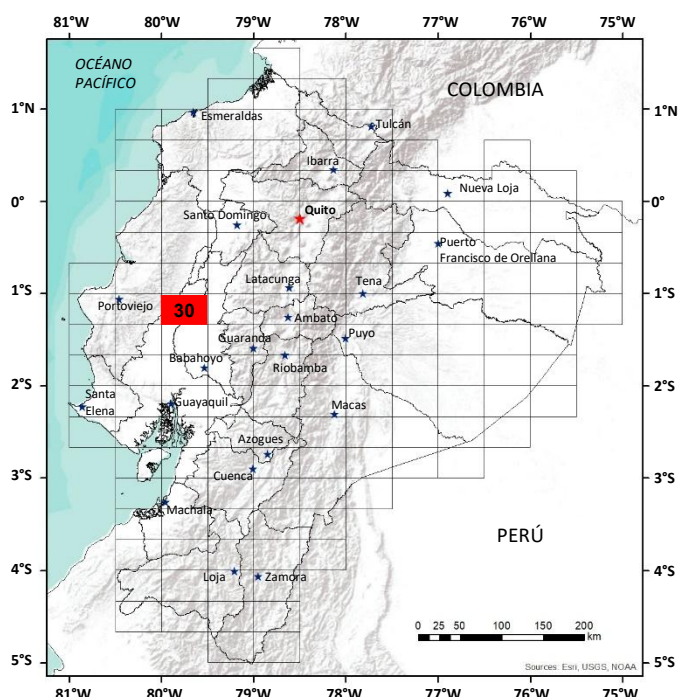 81°W 80°W 79°W 78°W 77°W 76°W 75°W
OCÉANO
PACÍFICO
COLOMBIA
1°N 1°N
Esmeraldas
Tulcán
Ibarra
Nueva Loja
0° 0°
Santo Domingo
Quito
Puerto
Francisco de Orellana
Latacunga
Tena
1°S 1°S
Portoviejo
30
Ambato
Guaranda
Puyo
Babahoyo
Riobamba
2°S 2°S
Santa
Elena
Guayaquil
Macas
Azogues
Cuenca
3°S 3°S
Machala
PERÚ
4°S 4°S
Loja
Zamora
0 25 50 100 150 200
km
5°S 5°S
Sources: Esri, USGS, NOAA
81°W 80°W 79°W 78°W 77°W 76°W 75°W